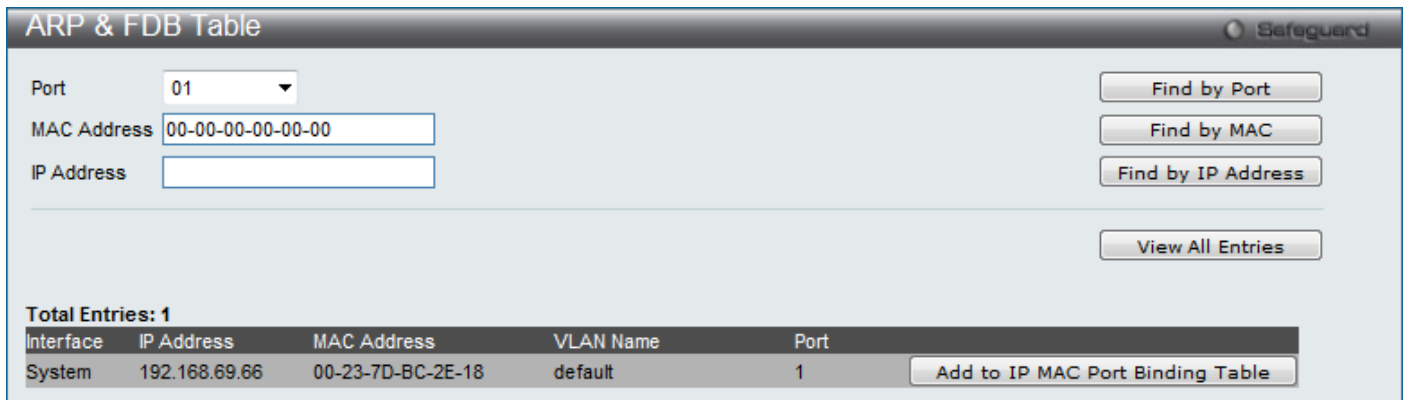 ARP & FDB Table
Safeguard
Port 01 Find by Port
MAC Address 00-00-00-00-00-00 Find by MAC
IP Address Find by IP Address
View All Entries
Total Entries: 1
Interface IP Address MAC Address VLAN Name Port
System 192.168.69.66 00-23-7D-BC-2E-18 default 1 Add to IP MAC Port Binding Table